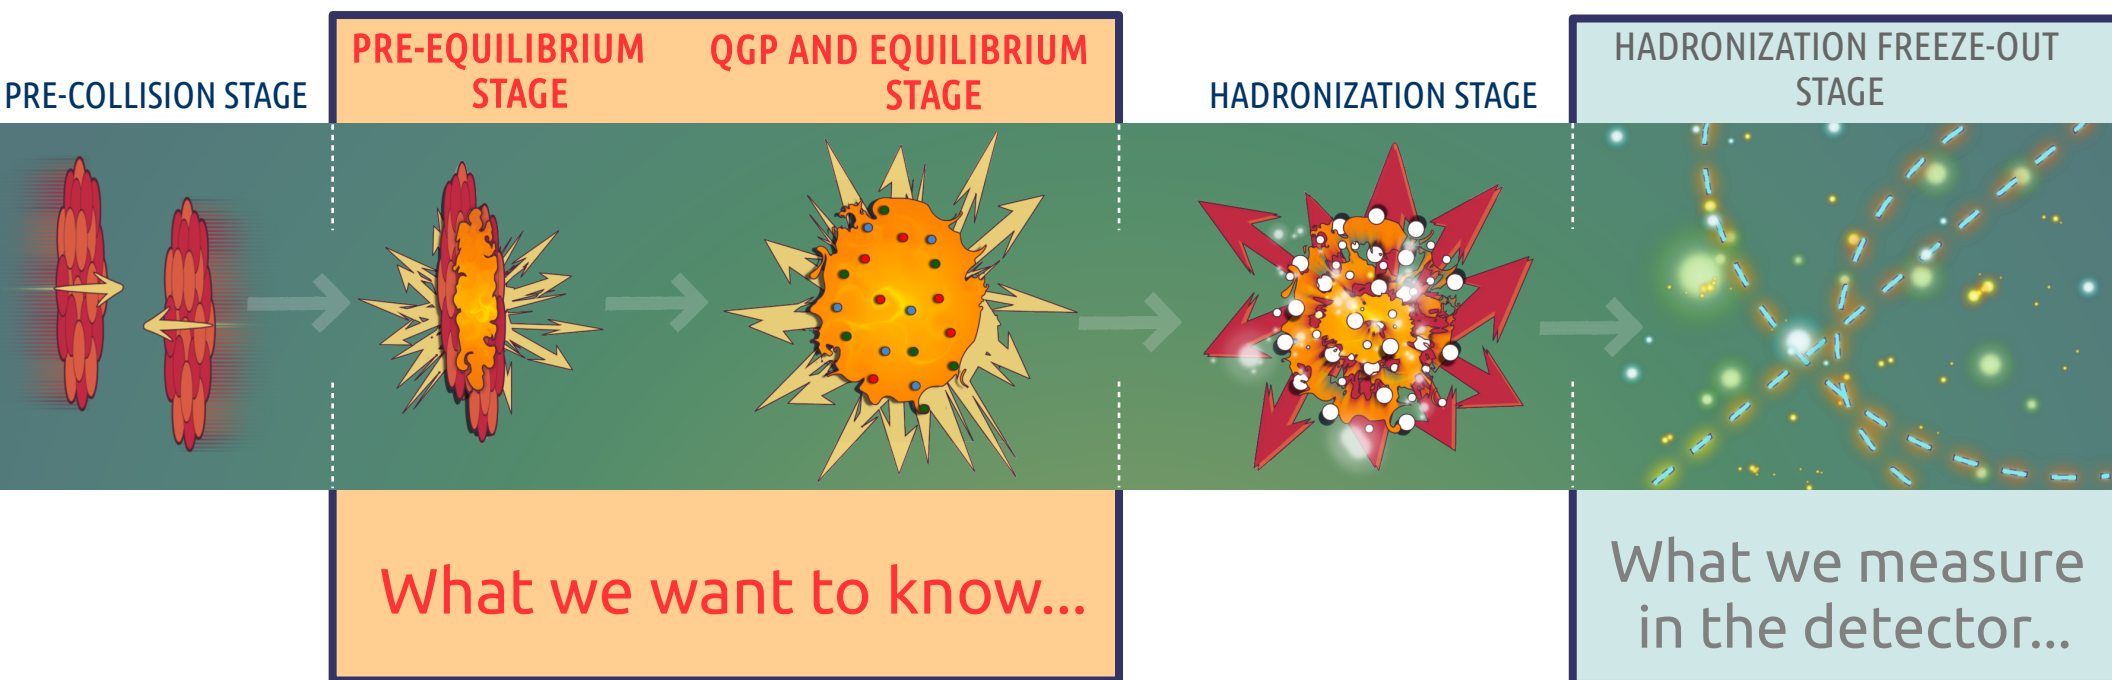 PRE-COLLISION STAGE
PRE-EQUILIBRIUM
STAGE
QGP AND EQUILIBRIUM
STAGE
HADRONIZATION STAGE
HADRONIZATION FREEZE-OUT
STAGE
What we want to know...
What we measure
in the detector...